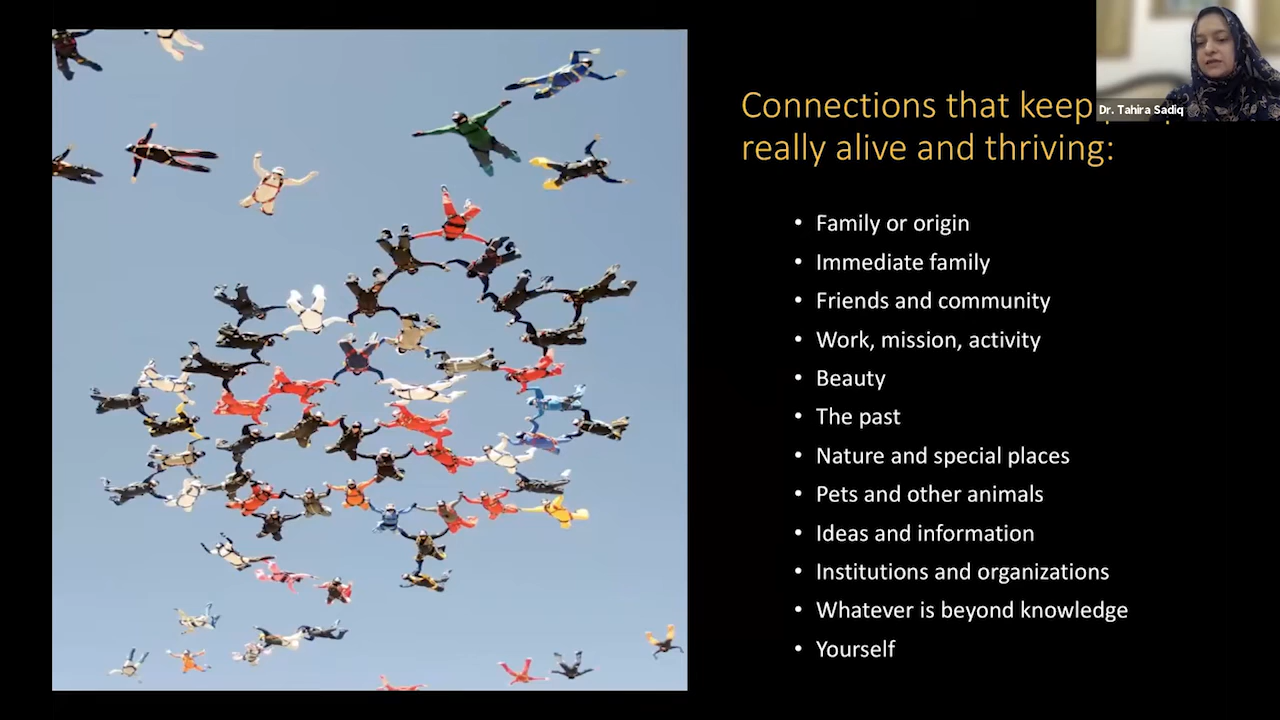 Connections that keep
really alive and thriving:
Dr. Tahira Sadiq
• Family or origin
• Immediate family
• Friends and community
• Work, mission, activity
• Beauty
• The past
• Nature and special places
• Pets and other animals
• Ideas and information
• Institutions and organizations
• Whatever is beyond knowledge
• Yourself